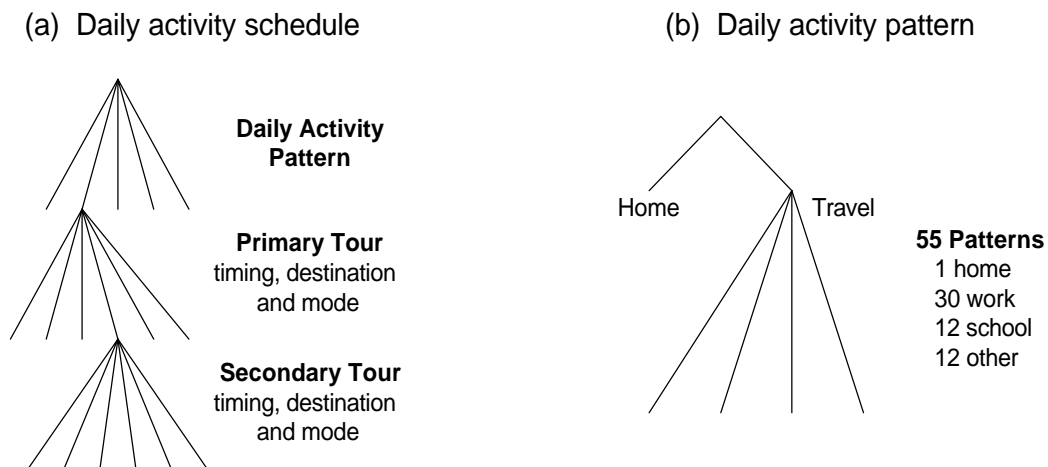 (a) Daily activity schedule
Daily Activity
Pattern
Primary Tour
timing, destination
and mode
Secondary Tour
timing, destination
and mode
(b) Daily activity pattern
Home
Travel
55 Patterns
1 home
30 work
12 school
12 other